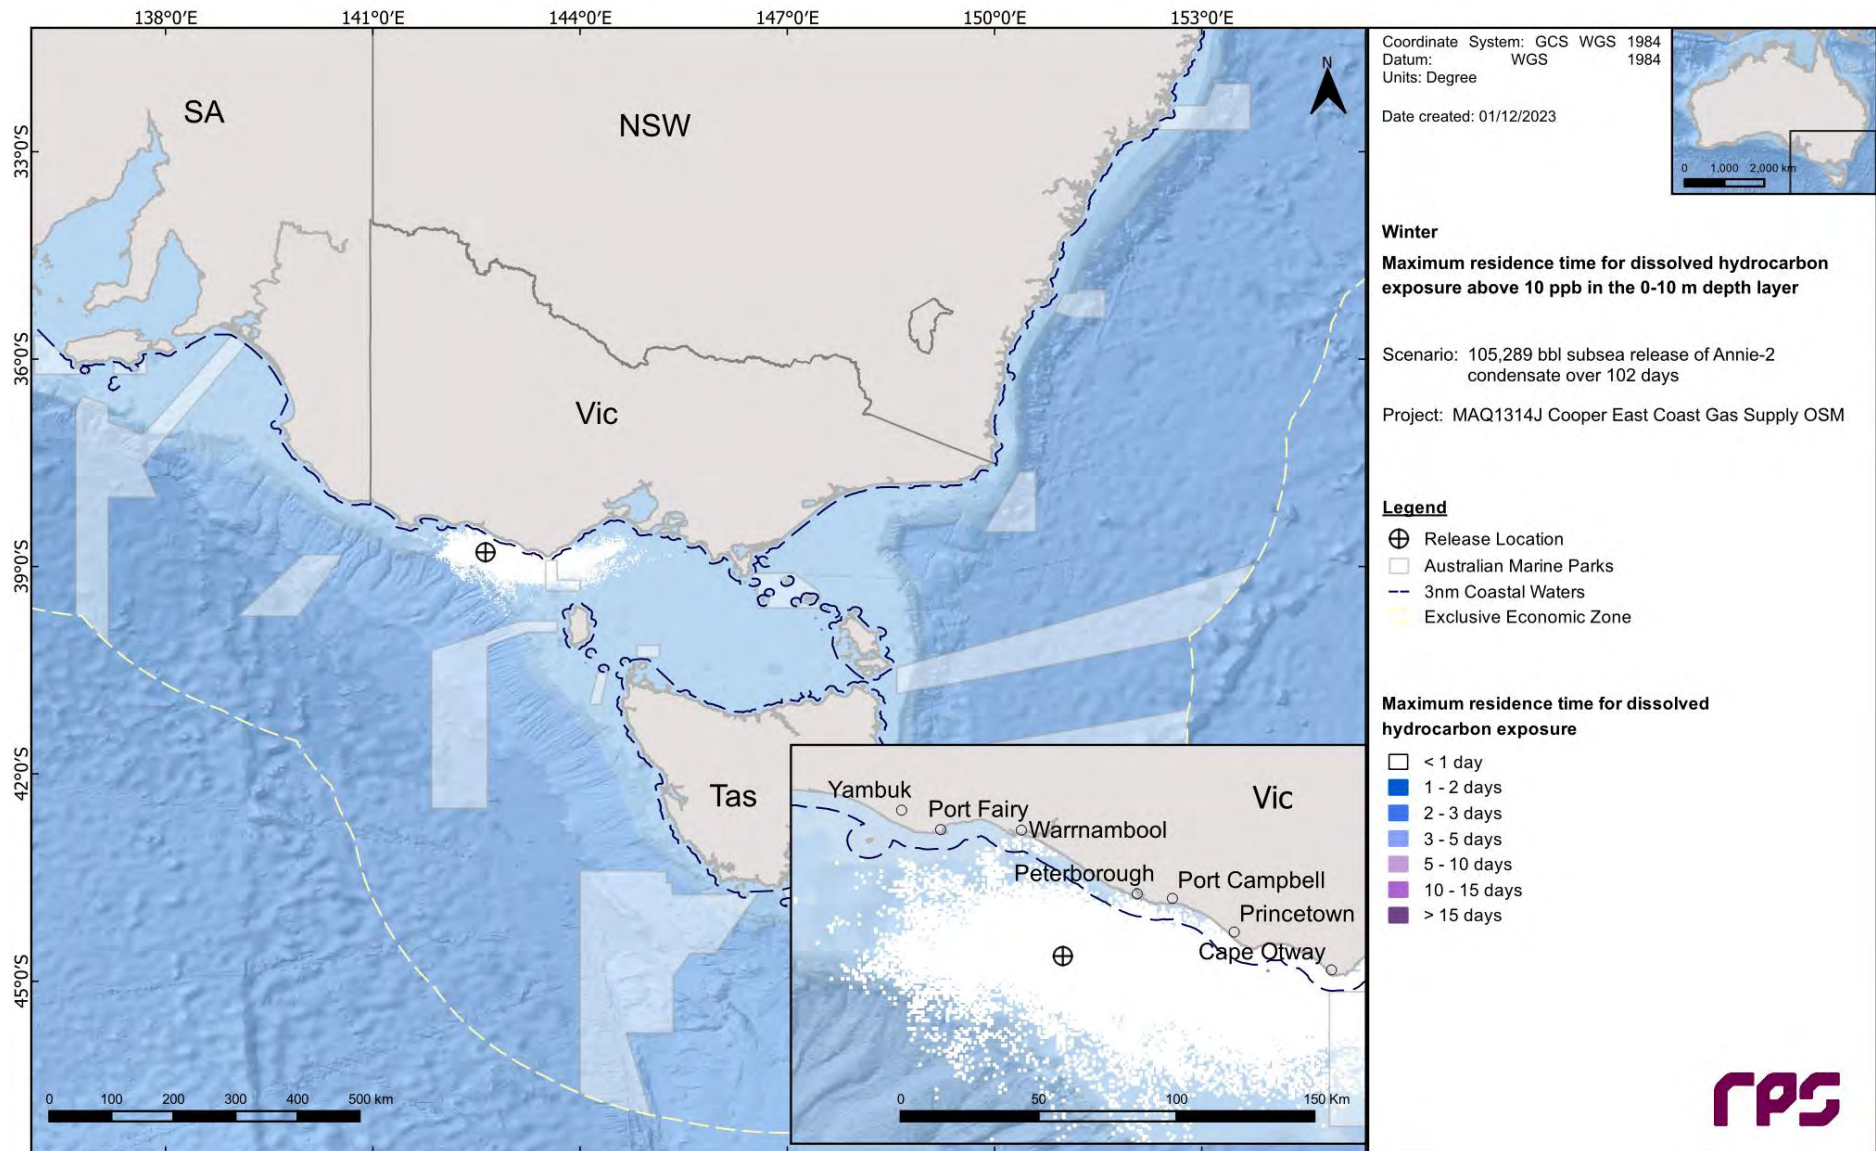 138°0'E 141°0'E 144°0'E 147°0'E 150°0'E 153°0'E
33°0'S
36°0'S
39°0'S
42°0'S
45°0'S
SA
NSW
Vic
Tas
N
0 100 200 300 400 500 km
Yambuk
Port Fairy
Vic
Warrnambool
Peterborough
Port Campbell
Princetown
Cape Otway
0 50 100 150 Km
Coordinate System: GCS WGS 1984
Datum: WGS 1984
Units: Degree
Date created: 01/12/2023
0 1,000 2,000 km
Winter
Maximum residence time for dissolved hydrocarbon
exposure above 10 ppb in the 0-10 m depth layer
Scenario: 105,289 bbl subsea release of Annie-2
condensate over 102 days
Project: MAQ1314J Cooper East Coast Gas Supply OSM
Legend
Release Location
Australian Marine Parks
3nm Coastal Waters
Exclusive Economic Zone
Maximum residence time for dissolved
hydrocarbon exposure
< 1 day
1 - 2 days
2 - 3 days
3 - 5 days
5 - 10 days
10 - 15 days
> 15 days
rps